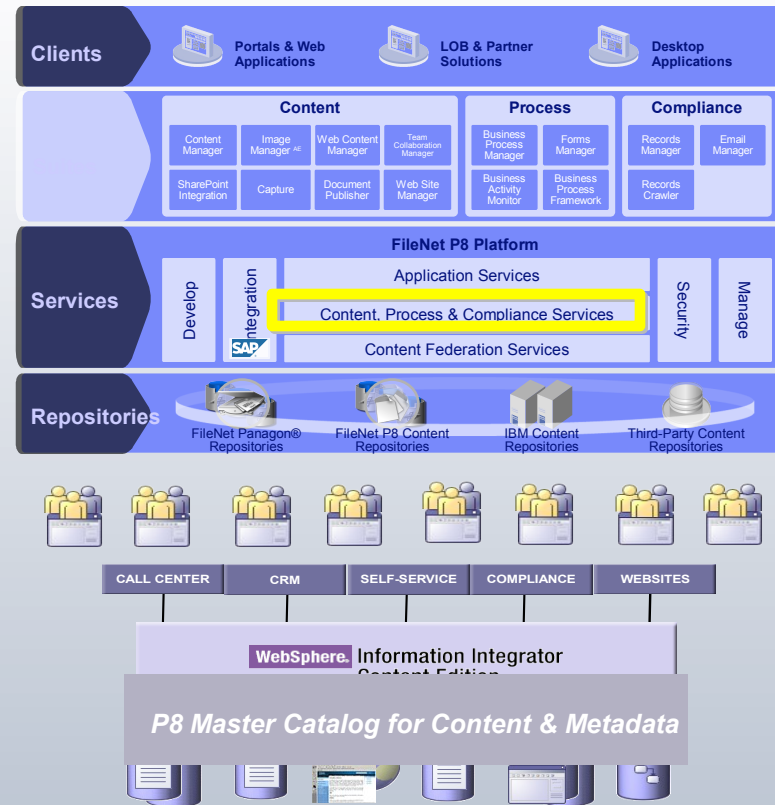 Clients
Portals & Web
Applications
LOB & Partner
Solutions
Desktop
Applications
Content
Process
Compliance
Content
Manager
Image
Manager AE
Web Content
Manager
Team
Collaboration
Manager
SharePoint
Integration
Capture
Document
Publisher
Web Site
Manager
Business
Process
Manager
Forms
Manager
Business
Activity
Monitor
Business
Process
Framework
Records
Manager
Email
Manager
Records
Crawler
FileNet P8 Platform
Services
Develop
ntegration
SAP
Application Services
Content, Process & Compliance Services
Content Federation Services
Security
Manage
Repositories
FileNet Panagon®
Repositories
FileNet P8 Content
Repositories
IBM Content
Repositories
Third-Party Content
Repositories
CALL CENTER
CRM
SELF-SERVICE
COMPLIANCE
WEBSITES
WebSphere. Information Integrator
Content Edition
P8 Master Catalog for Content & Metadata